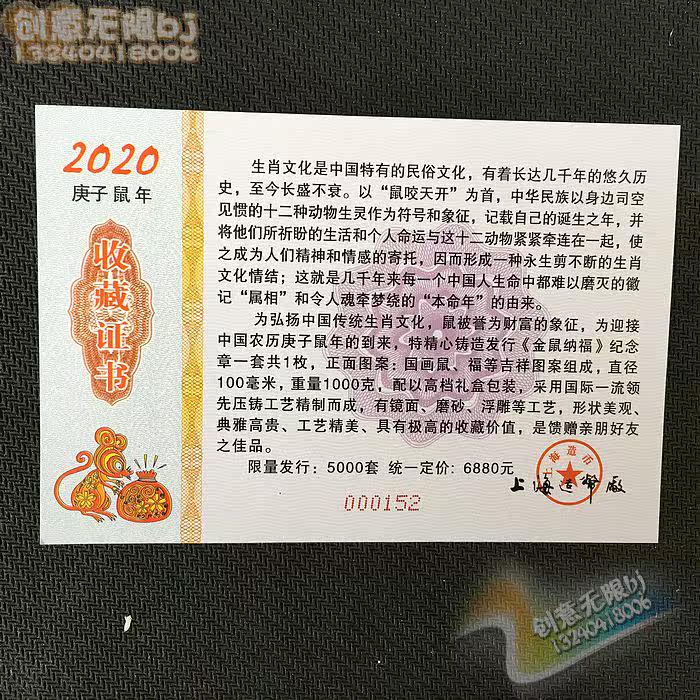 创意无限bj
13240418006
2020
庚子鼠年
收藏证书
生肖文化是中国特有的民俗文化，有着长达几千年的悠久历
史，至今长盛不衰。以“鼠咬天开”为首，中华民族以身边司空
见惯的十二种动物生灵作为符号和象征，记载自己的诞生之年，并
将他们所祈盼的生活和个人命运与这十二动物紧紧牵连在一起，使
之成为人们精神和情感的寄托，因而形成一种永生剪不断的生肖
文化情结；这就是几千年来每一个中国人生命中都难以磨灭的徽
记“属相”和令人魂牵梦绕的“本命年”的由来。
为弘扬中国传统生肖文化，鼠被誉为财富的象征，为迎接
中国农历庚子鼠年的到来，特精心铸造发行《金鼠纳福》纪念
章一套共1枚，正面图案：国画鼠、福等吉祥图案组成，直径
100毫米，重量1000克，配以高档礼盒包装，采用国际一流领
先压铸工艺精制而成，有镜面、磨砂、浮雕等工艺，形状美观、
典雅高贵、工艺精美、具有极高的收藏价值，是馈赠亲朋好友
之佳品。
限量发行：5000套 统一定价：6880元
上海造币
上海造币厂
000152
创意无限bj
13240418006